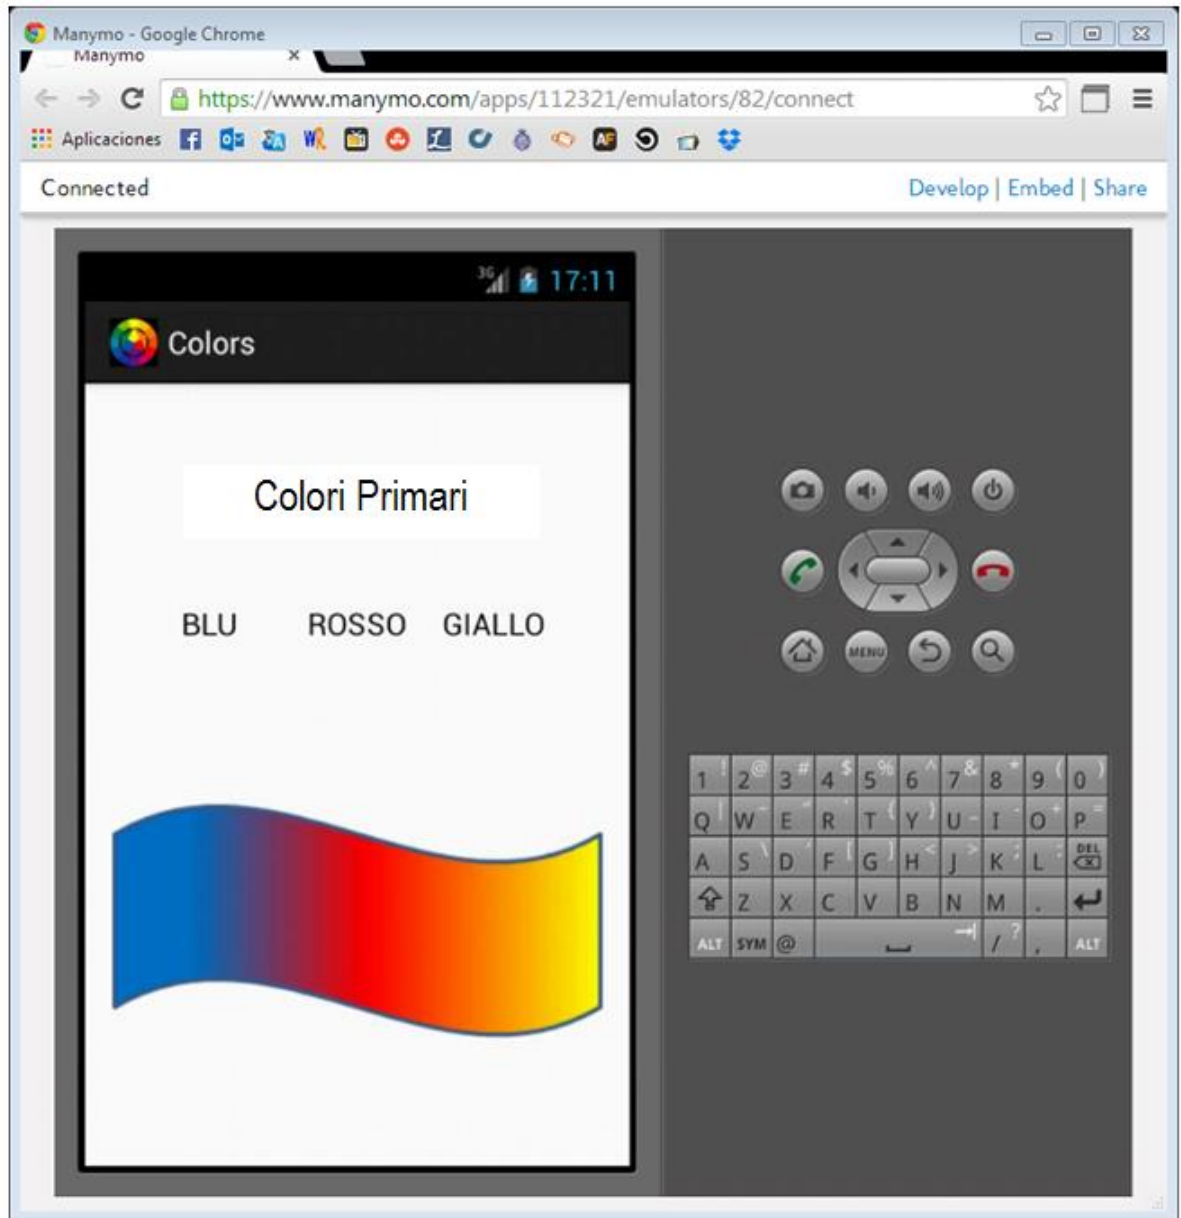 Manymo - Google Chrome
Manymo
https://www.manymo.com/apps/112321/emulators/82/connect
Aplicaciones
Connected
Develop | Embed | Share
3G 17:11
Colors
Colori Primari
BLU ROSSO GIALLO
MENU
1 ! 2 @ 3 # 4 $ 5 % 6 ^ 7 & 8 * 9 ( 0 )
Q | W ~ E " R ` T { Y } U _ I - O + P =
A S \ D ' F [ G ] H < J > K ; L : DEL
Z X C V B N M .
ALT SYM @ / ? , ALT